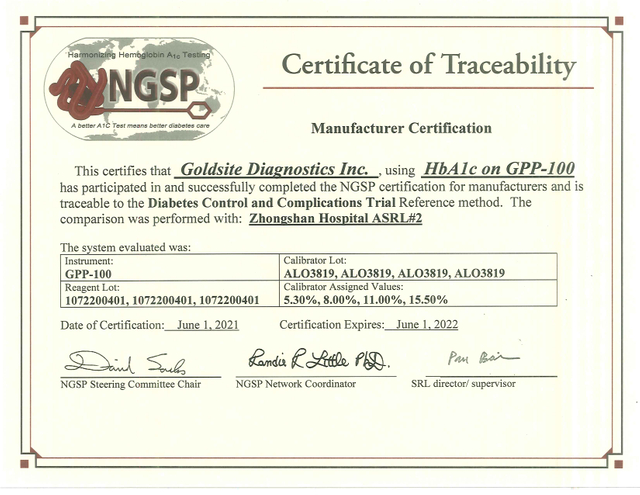 Harmonizing Hemoglobin A1c Testing
NGSP
A better A1C Test means better diabetes care
Certificate of Traceability
Manufacturer Certification
This certifies that Goldsite Diagnostics Inc. , using HbA1c on GPP-100
has participated in and successfully completed the NGSP certification for manufacturers and is
traceable to the Diabetes Control and Complications Trial Reference method. The
comparison was performed with: Zhongshan Hospital ASRL#2
The system evaluated was:
Instrument:
GPP-100
Calibrator Lot:
ALO3819, ALO3819, ALO3819, ALO3819
Reagent Lot:
1072200401, 1072200401, 1072200401
Calibrator Assigned Values:
5.30%, 8.00%, 11.00%, 15.50%
Date of Certification: June 1, 2021 Certification Expires: June 1, 2022
David Sacks
Randie R Little PhD.
NGSP Steering Committee Chair
NGSP Network Coordinator
SRL director/ supervisor